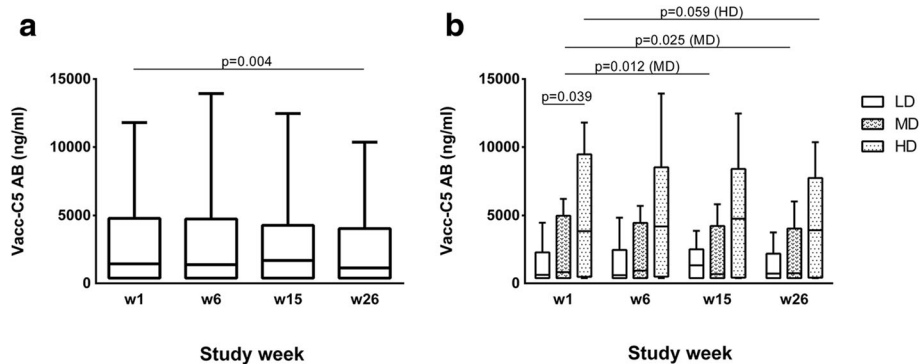 a
p=0.004
Vacc-C5 AB (ng/ml)
15000
10000
5000
0
w1
w6
w15
w26
Study week
b
p=0.059 (HD)
p=0.025 (MD)
p=0.012 (MD)
p=0.039
Vacc-C5 AB (ng/ml)
15000
10000
5000
0
w1
w6
w15
w26
Study week
LD
MD
HD